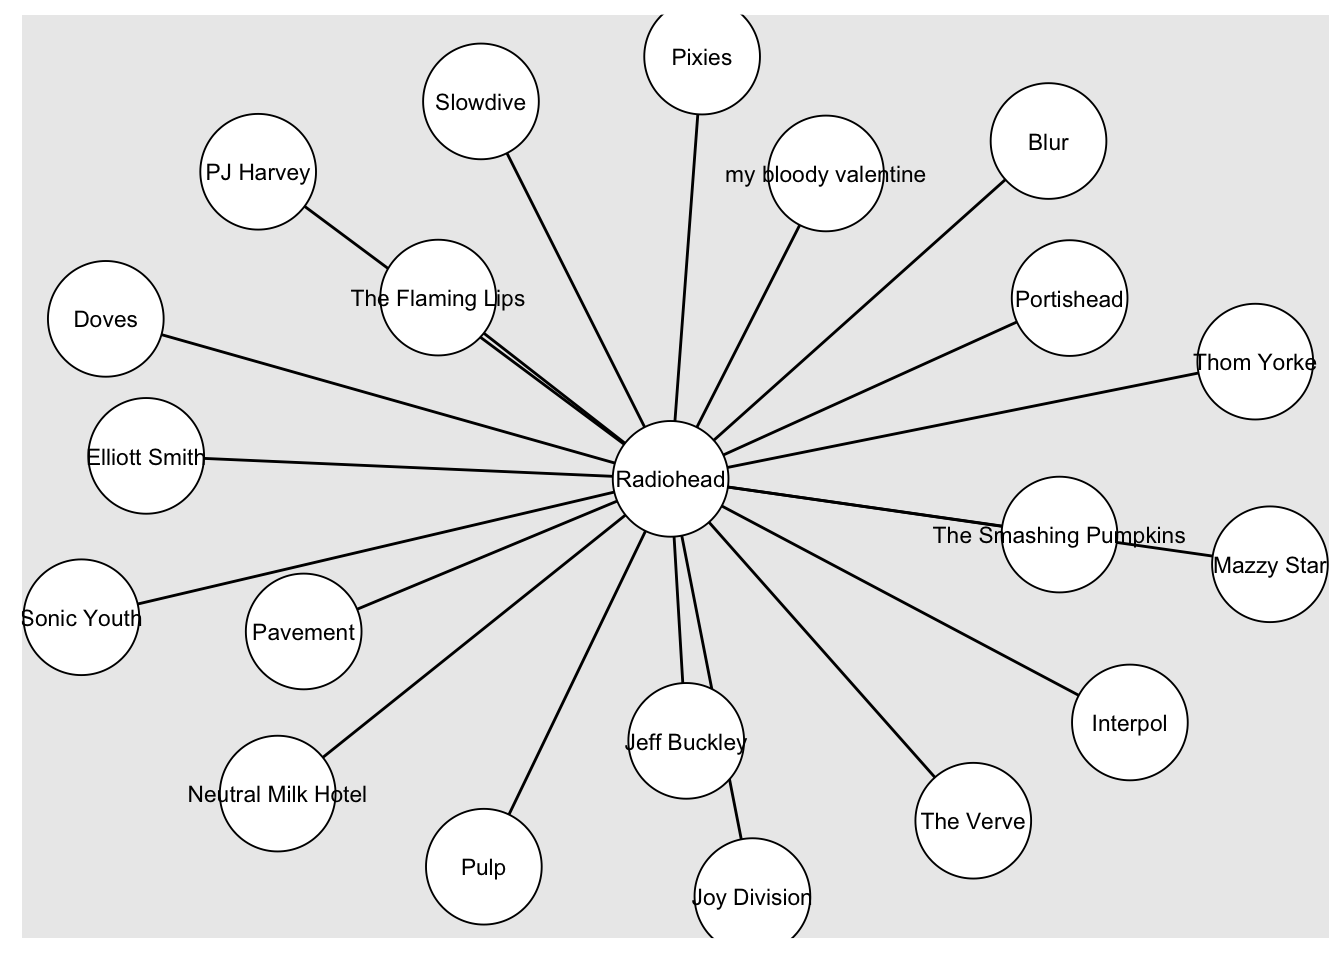 Pixies
Slowdive
Blur
PJ Harvey
my bloody valentine
The Flaming Lips
Portishead
Doves
Thom Yorke
Elliott Smith
Radiohead
The Smashing Pumpkins
Mazzy Star
Sonic Youth
Pavement
Interpol
Jeff Buckley
Neutral Milk Hotel
The Verve
Pulp
Joy Division